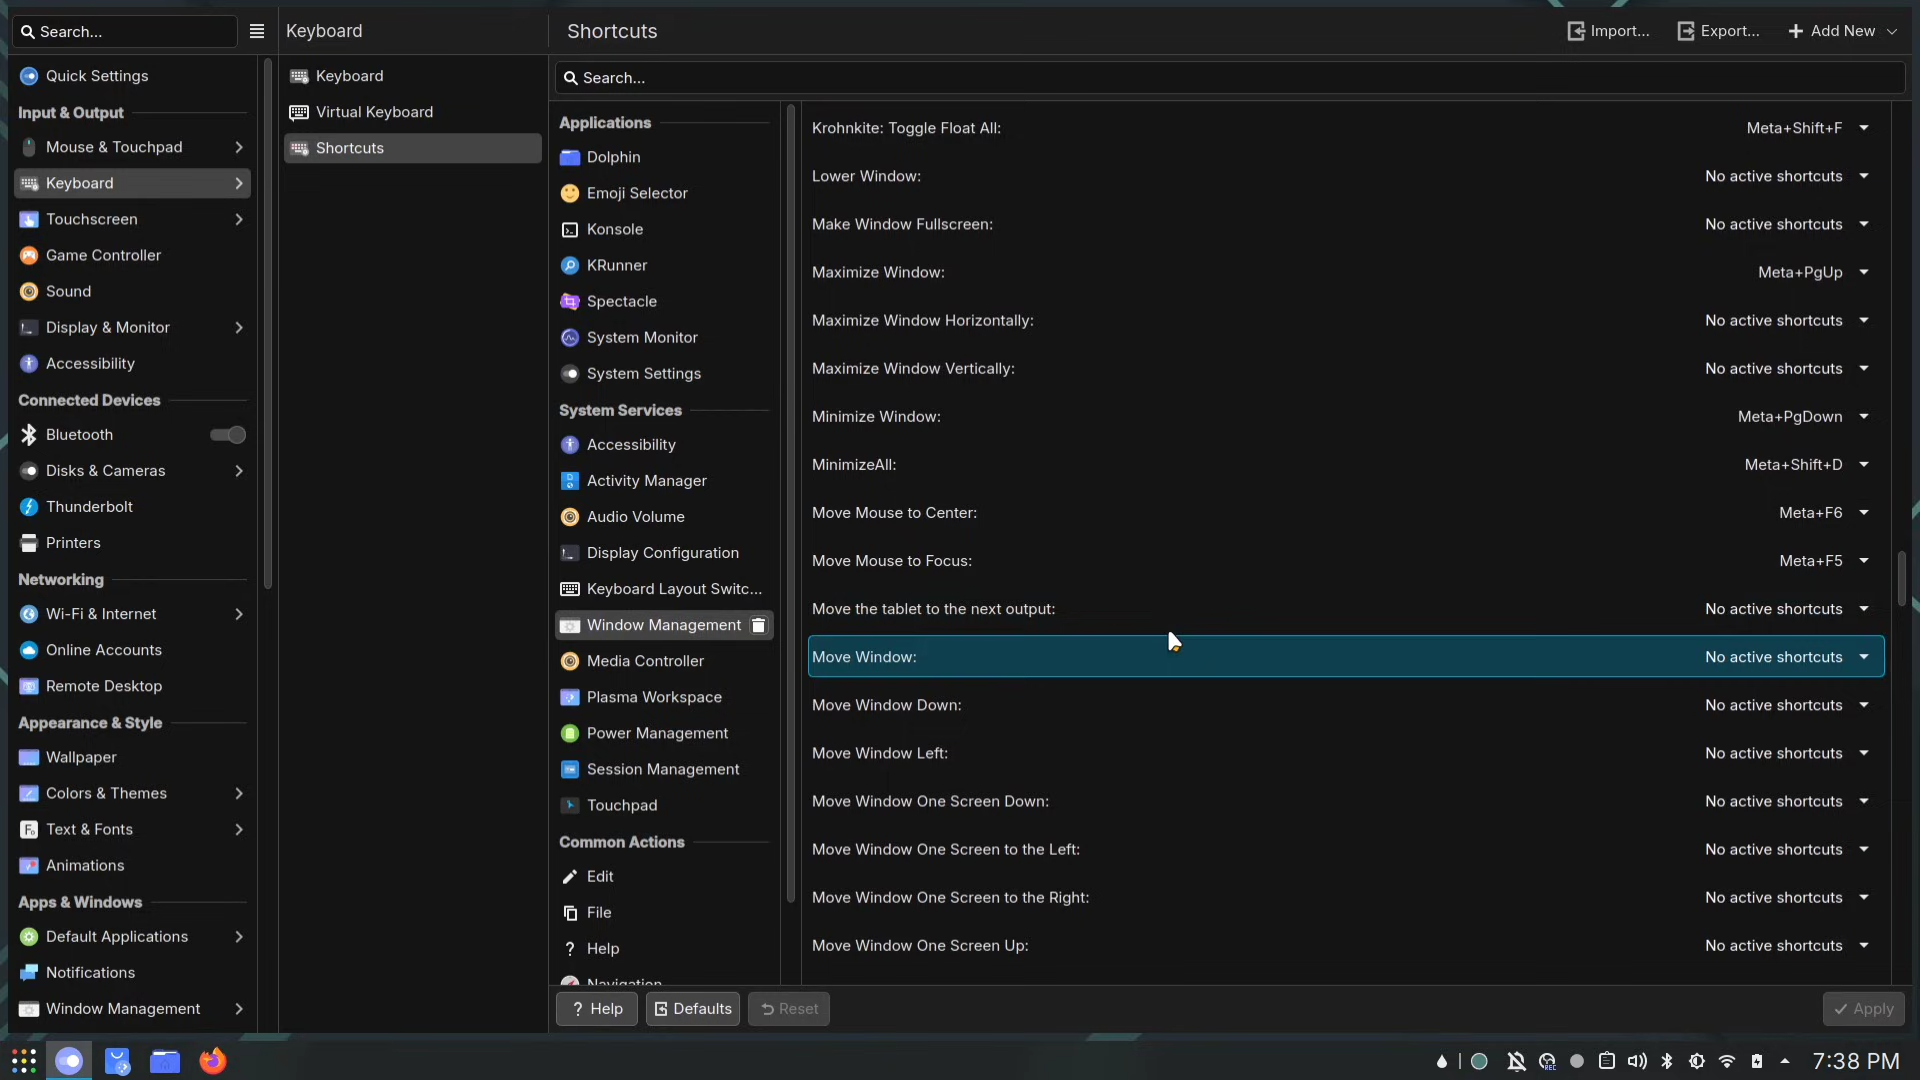 Search...
Keyboard
Shortcuts
Import...
Export...
Add New
Quick Settings
Input & Output
Mouse & Touchpad
Keyboard
Touchscreen
Game Controller
Sound
Display & Monitor
Accessibility
Connected Devices
Bluetooth
Disks & Cameras
Thunderbolt
Printers
Networking
Wi-Fi & Internet
Online Accounts
Remote Desktop
Appearance & Style
Wallpaper
Colors & Themes
Text & Fonts
Animations
Apps & Windows
Default Applications
Notifications
Window Management
Keyboard
Virtual Keyboard
Shortcuts
Search...
Applications
Dolphin
Emoji Selector
Konsole
KRunner
Spectacle
System Monitor
System Settings
System Services
Accessibility
Activity Manager
Audio Volume
Display Configuration
Keyboard Layout Switc...
Window Management
Media Controller
Plasma Workspace
Power Management
Session Management
Touchpad
Common Actions
Edit
File
Help
Navigation
Krohnkite: Toggle Float All: Meta+Shift+F
Lower Window: No active shortcuts
Make Window Fullscreen: No active shortcuts
Maximize Window: Meta+PgUp
Maximize Window Horizontally: No active shortcuts
Maximize Window Vertically: No active shortcuts
Minimize Window: Meta+PgDown
MinimizeAll: Meta+Shift+D
Move Mouse to Center: Meta+F6
Move Mouse to Focus: Meta+F5
Move the tablet to the next output: No active shortcuts
Move Window: No active shortcuts
Move Window Down: No active shortcuts
Move Window Left: No active shortcuts
Move Window One Screen Down: No active shortcuts
Move Window One Screen to the Left: No active shortcuts
Move Window One Screen to the Right: No active shortcuts
Move Window One Screen Up: No active shortcuts
? Help
Defaults
Reset
Apply
REC
7:38 PM